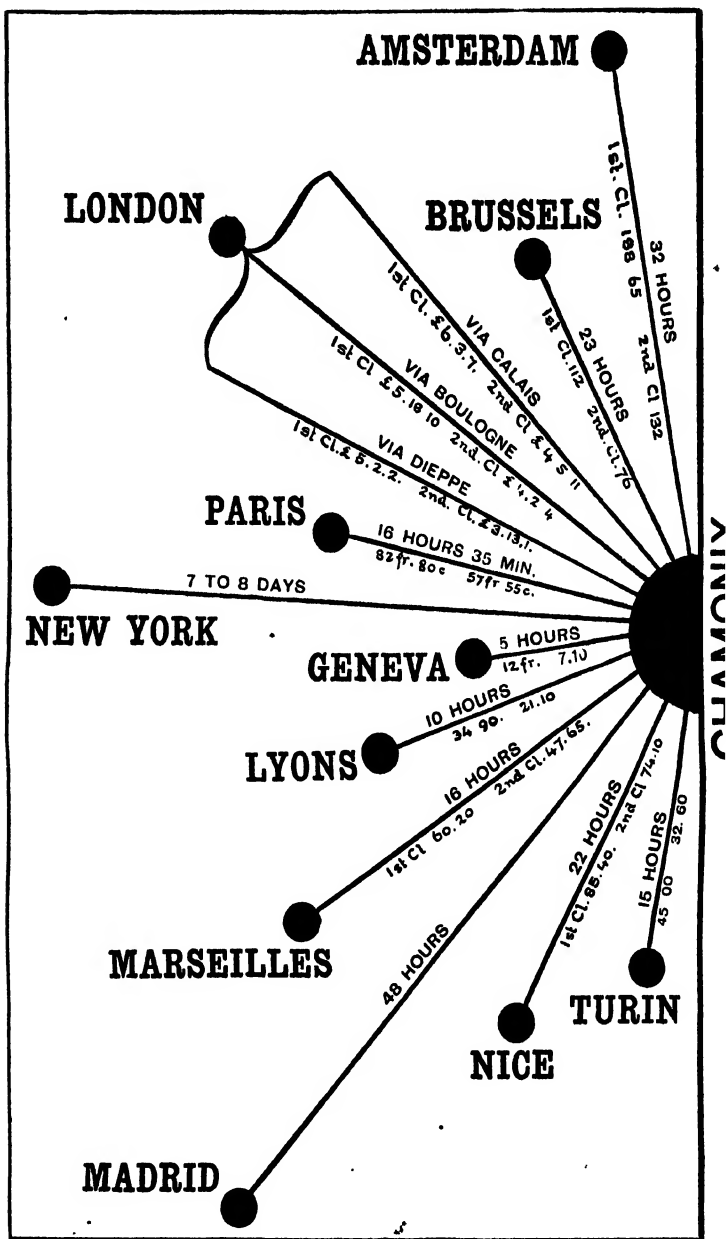 AMSTERDAM
1st. Cl. 198 65 2nd Cl 132
32 HOURS
LONDON
BRUSSELS
23 HOURS
1st Cl. 112 2nd. Cl. 76
VIA CALAIS
1st Cl. £6.3.7. 2nd Cl £4 5 11
VIA BOULOGNE
1st Cl £5.18 10 2nd. Cl £4.2 4
VIA DIEPPE
1st Cl. £5.2.2. 2nd. Cl. £3.13.1.
PARIS
16 HOURS 35 MIN.
82fr. 80c 57fr 55c.
7 TO 8 DAYS
NEW YORK
CHAMONIX
GENEVA
5 HOURS
12fr. 7.10
10 HOURS
34 90. 21.10
LYONS
16 HOURS
1st Cl 60.20 2nd Cl. 47.65.
22 HOURS
1st Cl. 85.40. 2nd Cl 74.10
15 HOURS
45 00 32.60
MARSEILLES
48 HOURS
TURIN
NICE
MADRID